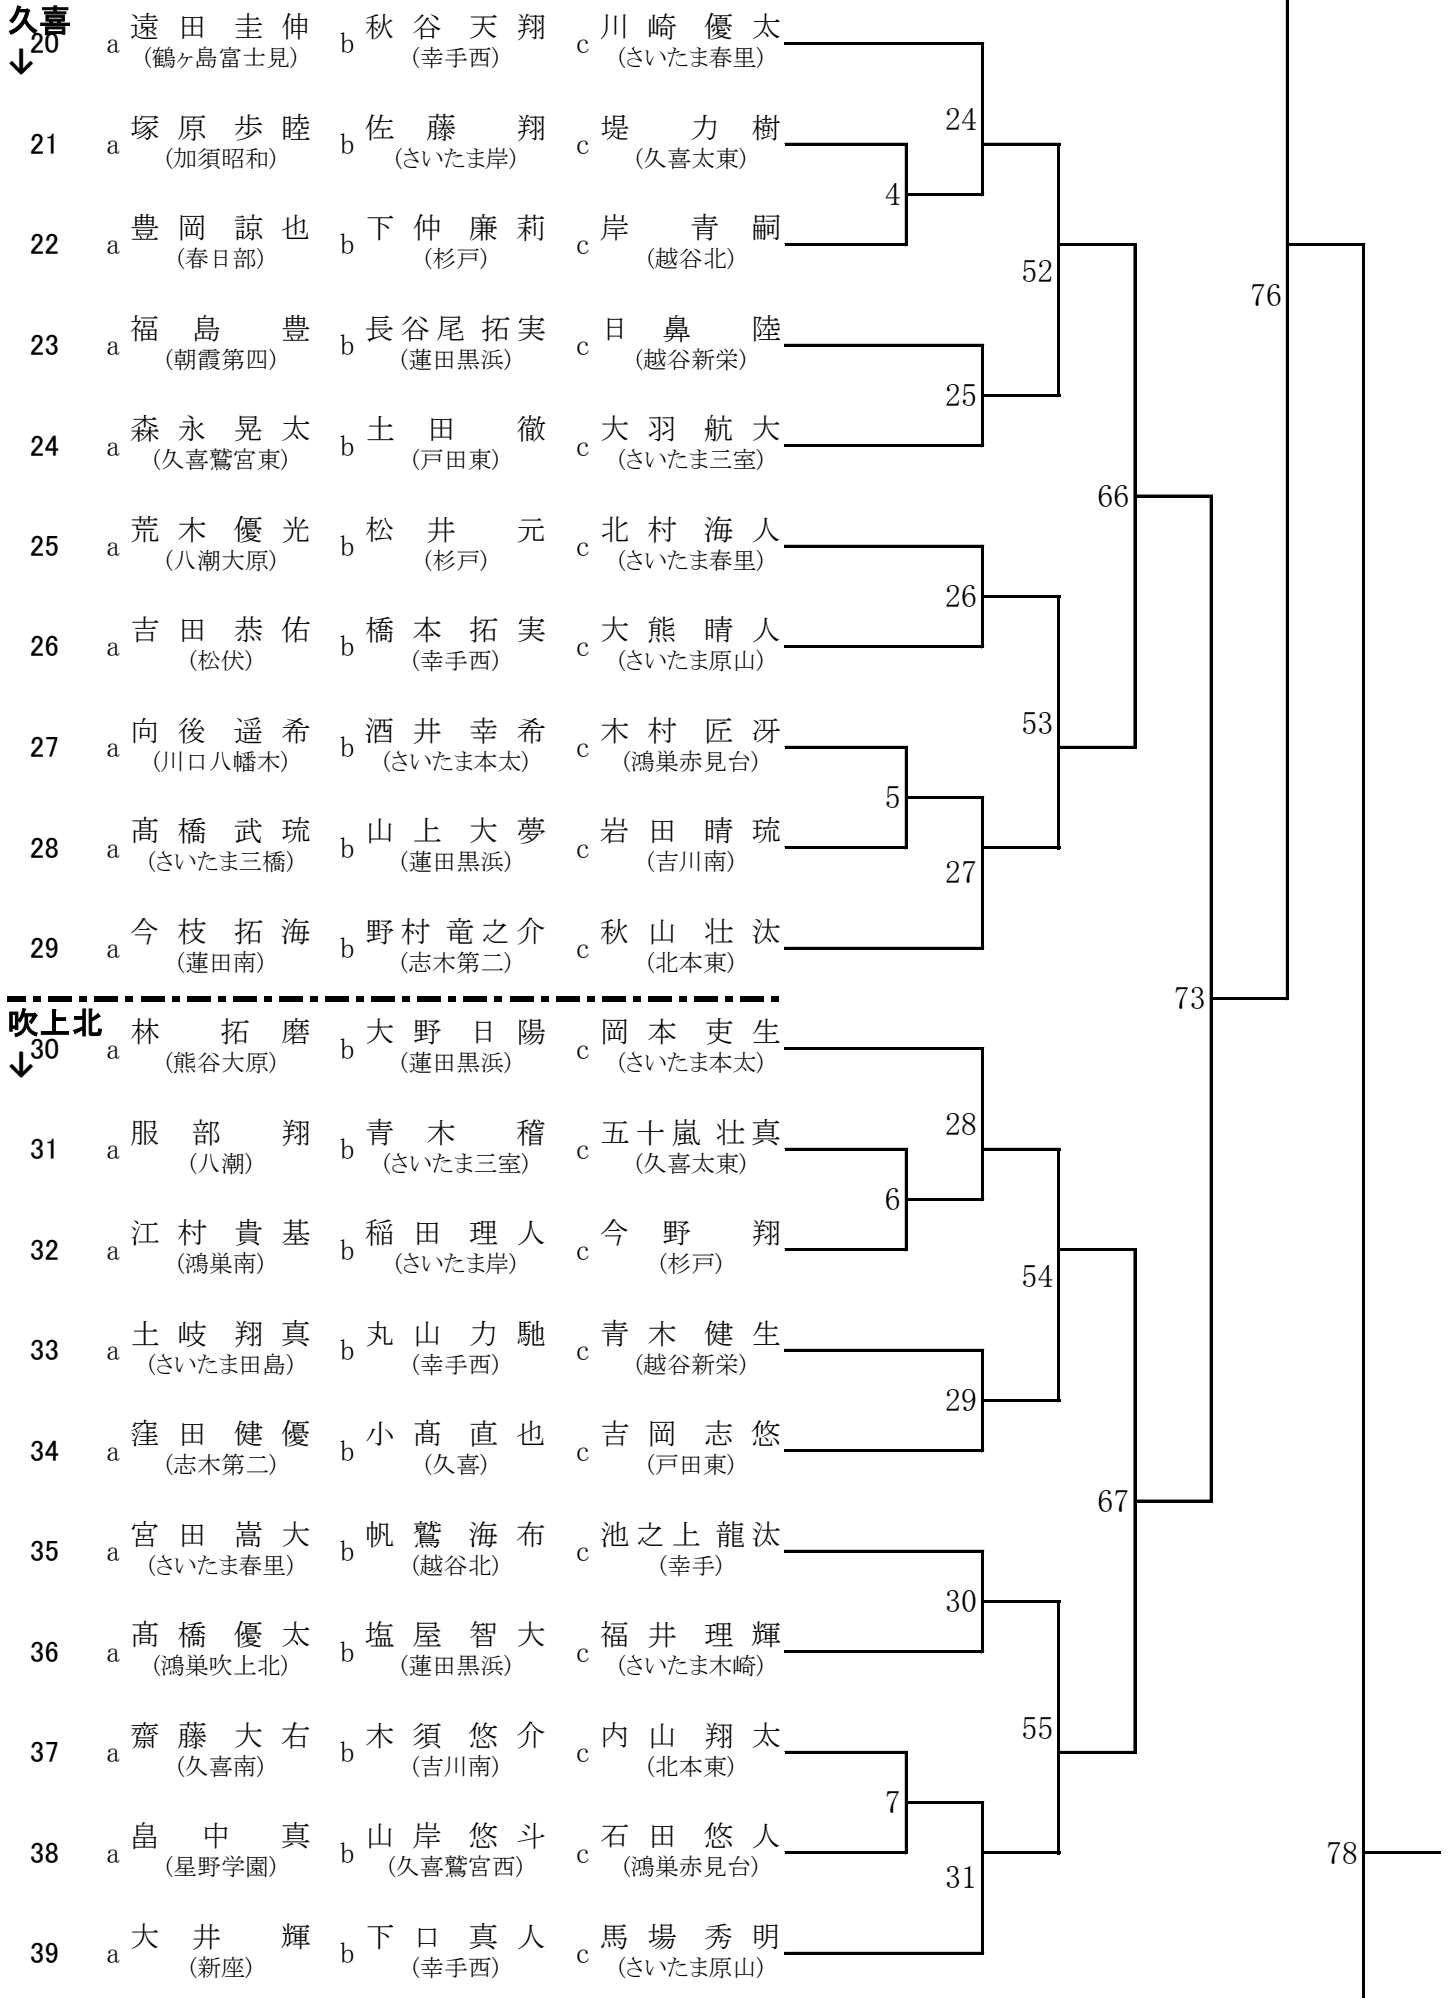 久喜
↓
20 a 遠田圭伸 b 秋谷天翔 c 川崎優太
(鶴ヶ島富士見) (幸手西) (さいたま春里)
24
21 a 塚原歩睦 b 佐藤翔 c 堤力樹
(加須昭和) (さいたま岸) (久喜太東)
4
22 a 豊岡諒也 b 下仲廉莉 c 岸青嗣
(春日部) (杉戸) (越谷北)
52
76
23 a 福島豊 b 長谷尾拓実 c 日鼻陸
(朝霞第四) (蓮田黒浜) (越谷新栄)
25
24 a 森永晃太 b 土田徹 c 大羽航大
(久喜鷲宮東) (戸田東) (さいたま三室)
66
25 a 荒木優光 b 松井元 c 北村海人
(八潮大原) (杉戸) (さいたま春里)
26
26 a 吉田恭佑 b 橋本拓実 c 大熊晴人
(松伏) (幸手西) (さいたま原山)
53
27 a 向後遥希 b 酒井幸希 c 木村匠冴
(川口八幡木) (さいたま本太) (鴻巣赤見台)
5
28 a 髙橋武琉 b 山上大夢 c 岩田晴琉
(さいたま三橋) (蓮田黒浜) (吉川南)
27
29 a 今枝拓海 b 野村竜之介 c 秋山壮汰
(蓮田南) (志木第二) (北本東)
73
吹上北
↓
30 a 林拓磨 b 大野日陽 c 岡本吏生
(熊谷大原) (蓮田黒浜) (さいたま本太)
28
31 a 服部翔 b 青木稽 c 五十嵐壮真
(八潮) (さいたま三室) (久喜太東)
6
32 a 江村貴基 b 稲田理人 c 今野翔
(鴻巣南) (さいたま岸) (杉戸)
54
33 a 土岐翔真 b 丸山力馳 c 青木健生
(さいたま田島) (幸手西) (越谷新栄)
29
34 a 窪田健優 b 小髙直也 c 吉岡志悠
(志木第二) (久喜) (戸田東)
67
35 a 宮田嵩大 b 帆鷲海布 c 池之上龍汰
(さいたま春里) (越谷北) (幸手)
30
36 a 髙橋優太 b 塩屋智大 c 福井理輝
(鴻巣吹上北) (蓮田黒浜) (さいたま木崎)
55
37 a 齋藤大右 b 木須悠介 c 内山翔太
(久喜南) (吉川南) (北本東)
7
38 a 畠中真 b 山岸悠斗 c 石田悠人
(星野学園) (久喜鷲宮西) (鴻巣赤見台)
78
31
39 a 大井輝 b 下口真人 c 馬場秀明
(新座) (幸手西) (さいたま原山)